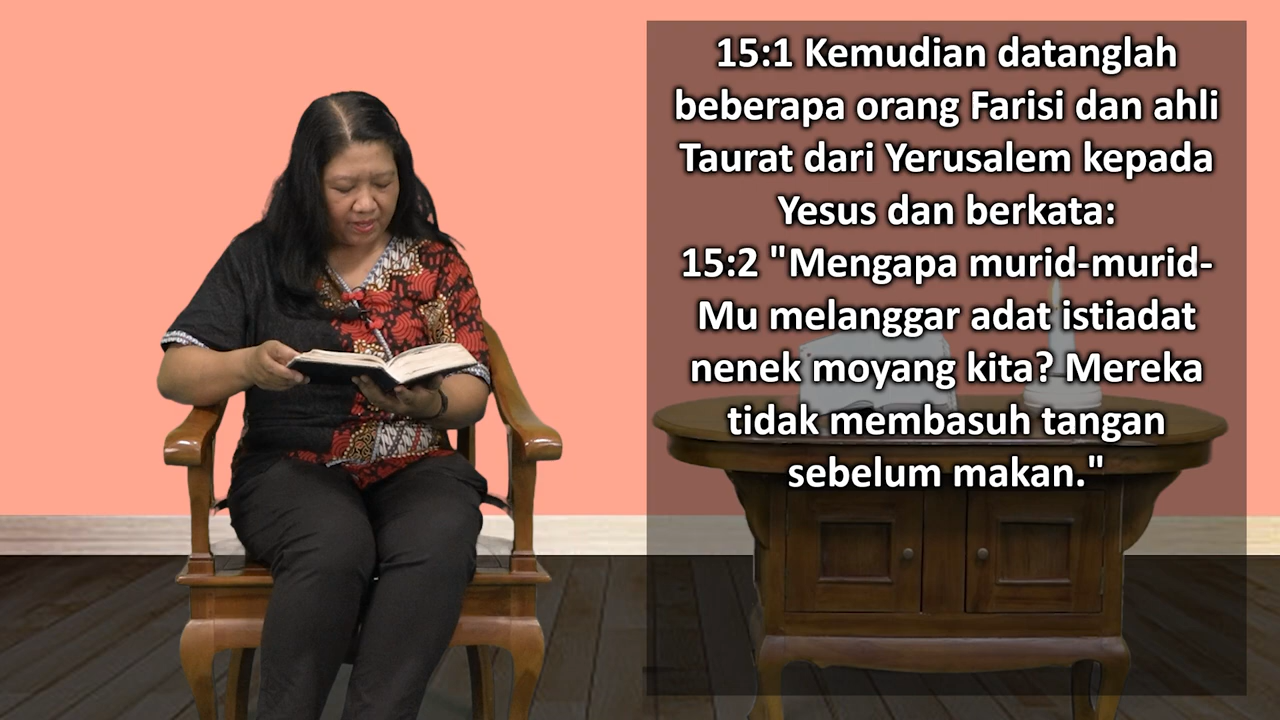 15:1 Kemudian datanglah
beberapa orang Farisi dan ahli
Taurat dari Yerusalem kepada
Yesus dan berkata:
15:2 "Mengapa murid-murid-
Mu melanggar adat istiadat
nenek moyang kita? Mereka
tidak membasuh tangan
sebelum makan."